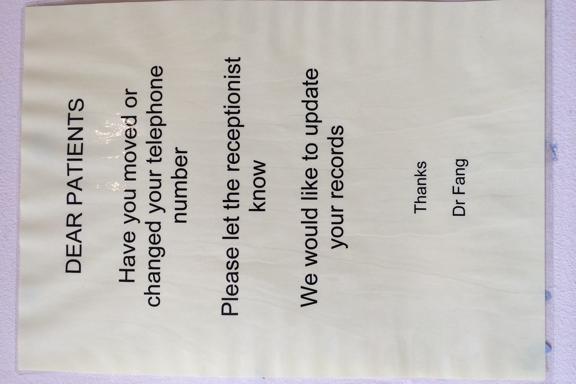 DEAR PATIENTS
Have you moved or
changed your telephone
number
Please let the receptionist
know
We would like to update
your records
Thanks
Dr Fang